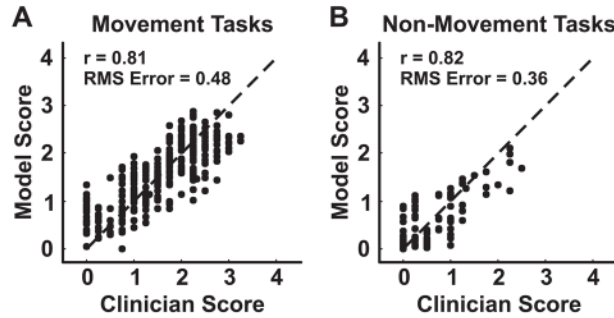 A
Movement Tasks
r = 0.81
RMS Error = 0.48
4
3
2
1
0
Model Score
0 1 2 3 4
Clinician Score
B
Non-Movement Tasks
r = 0.82
RMS Error = 0.36
4
3
2
1
0
Model Score
0 1 2 3 4
Clinician Score